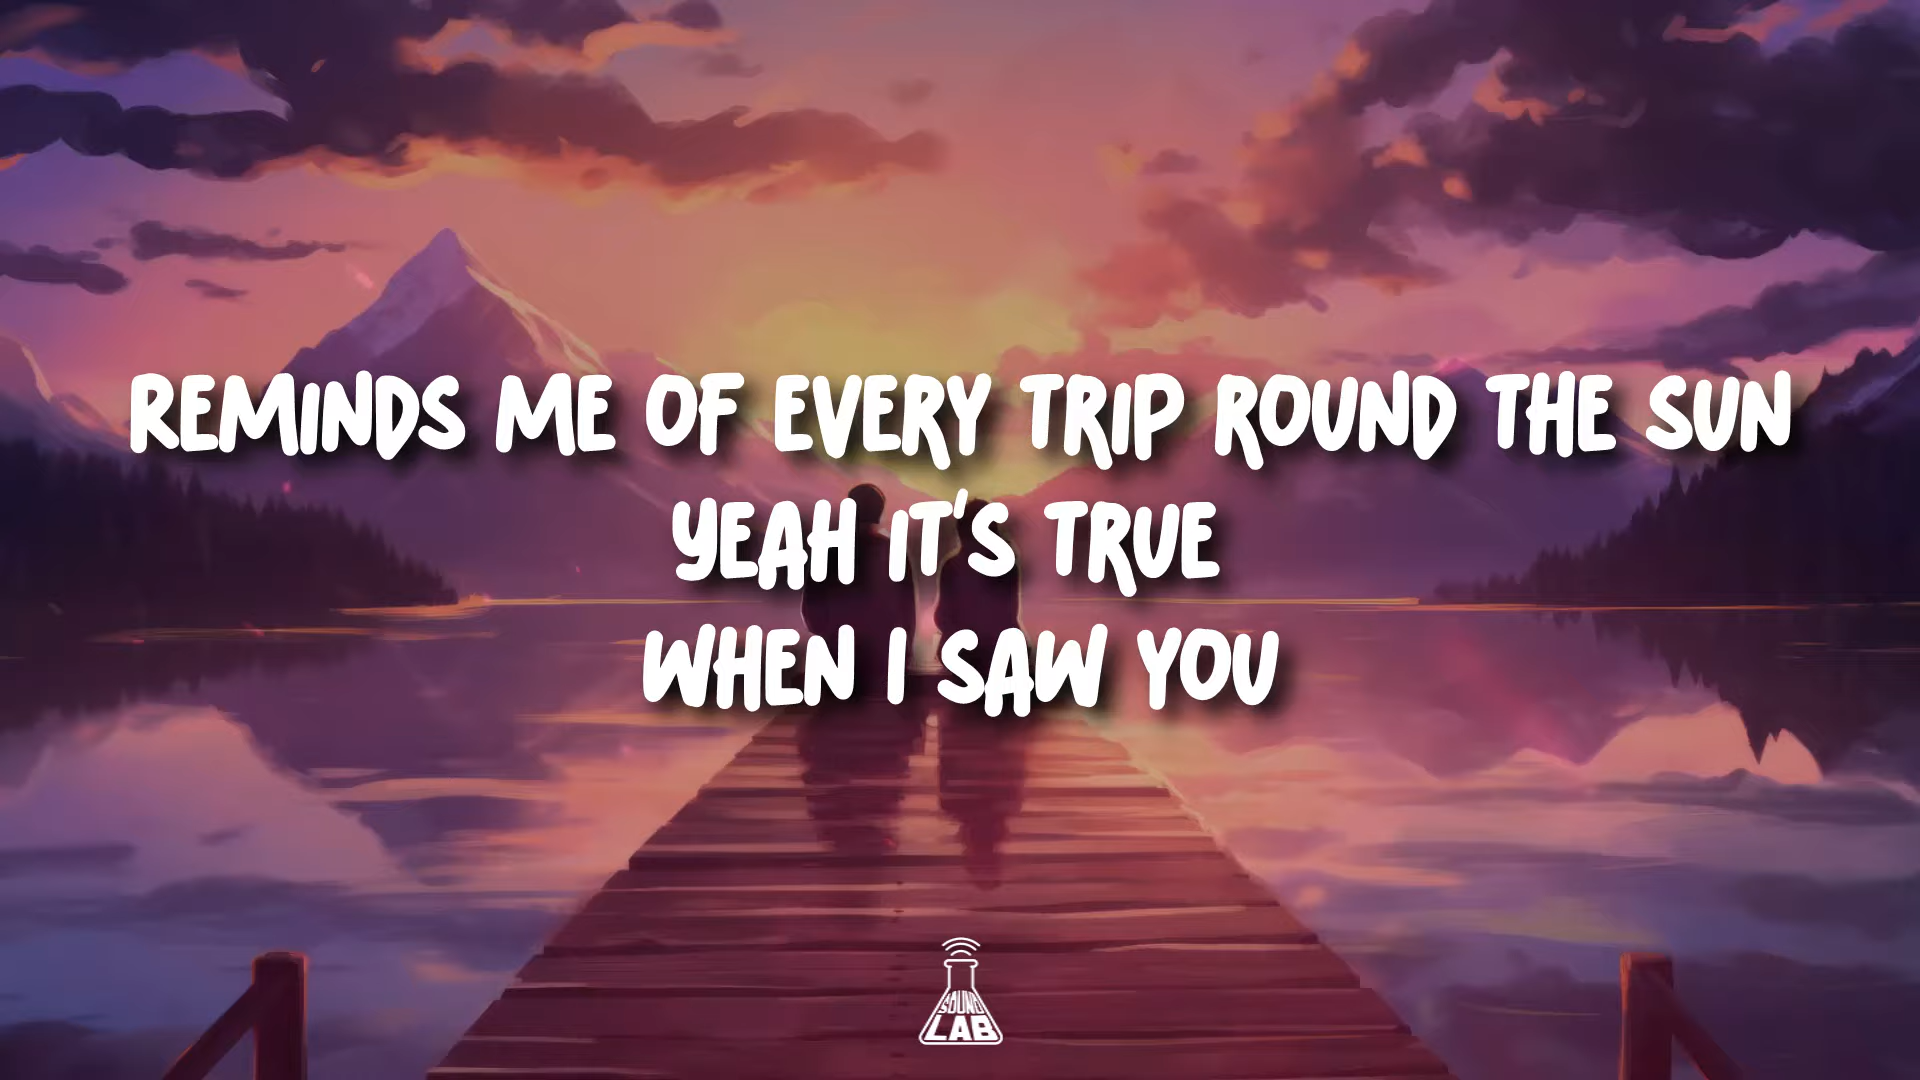 REMINDS ME OF EVERY TRIP ROUND THE SUN
YEAH IT'S TRUE
WHEN I SAW YOU
SOUND
LAB